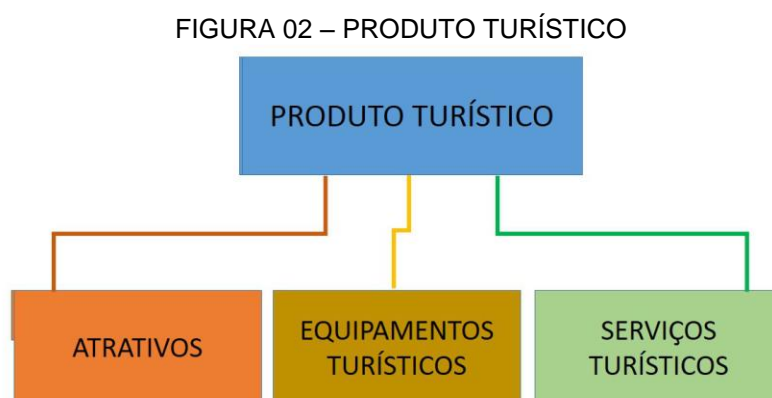 FIGURA 02 – PRODUTO TURÍSTICO
PRODUTO TURÍSTICO
ATRATIVOS
EQUIPAMENTOS
TURÍSTICOS
SERVIÇOS
TURÍSTICOS